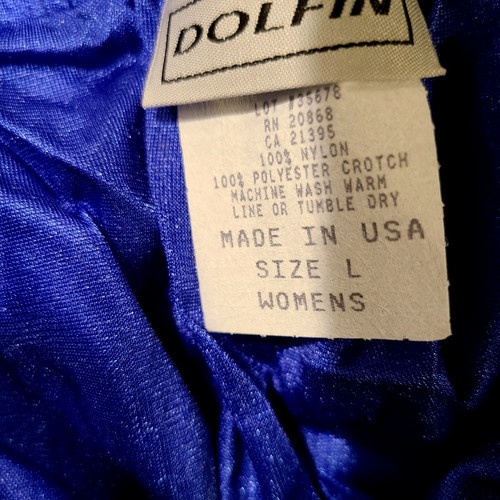 DOLFIN
LOT #35678
RN 20868
CA 21395
100% NYLON
100% POLYESTER CROTCH
MACHINE WASH WARM
LINE OR TUMBLE DRY
MADE IN USA
SIZE L
WOMENS